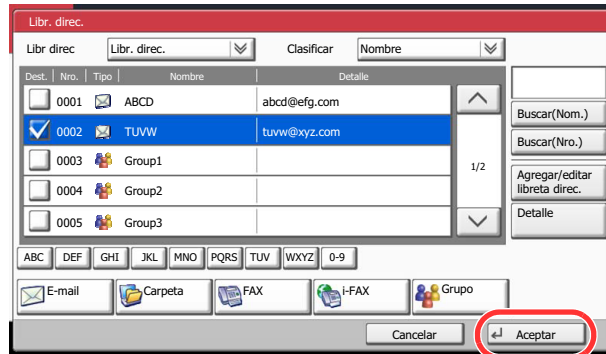 Libr. direc.
Libr direc Libr. direc. Clasificar Nombre
Dest. Nro. Tipo Nombre Detalle
0001 ABCD abcd@efg.com
0002 TUVW tuvw@xyz.com
0003 Group1
0004 Group2
0005 Group3
1/2
Buscar(Nom.)
Buscar(Nro.)
Agregar/editar
libreta direc.
Detalle
ABC DEF GHI JKL MNO PQRS TUV WXYZ 0-9
E-mail Carpeta FAX i-FAX Grupo
Cancelar Aceptar